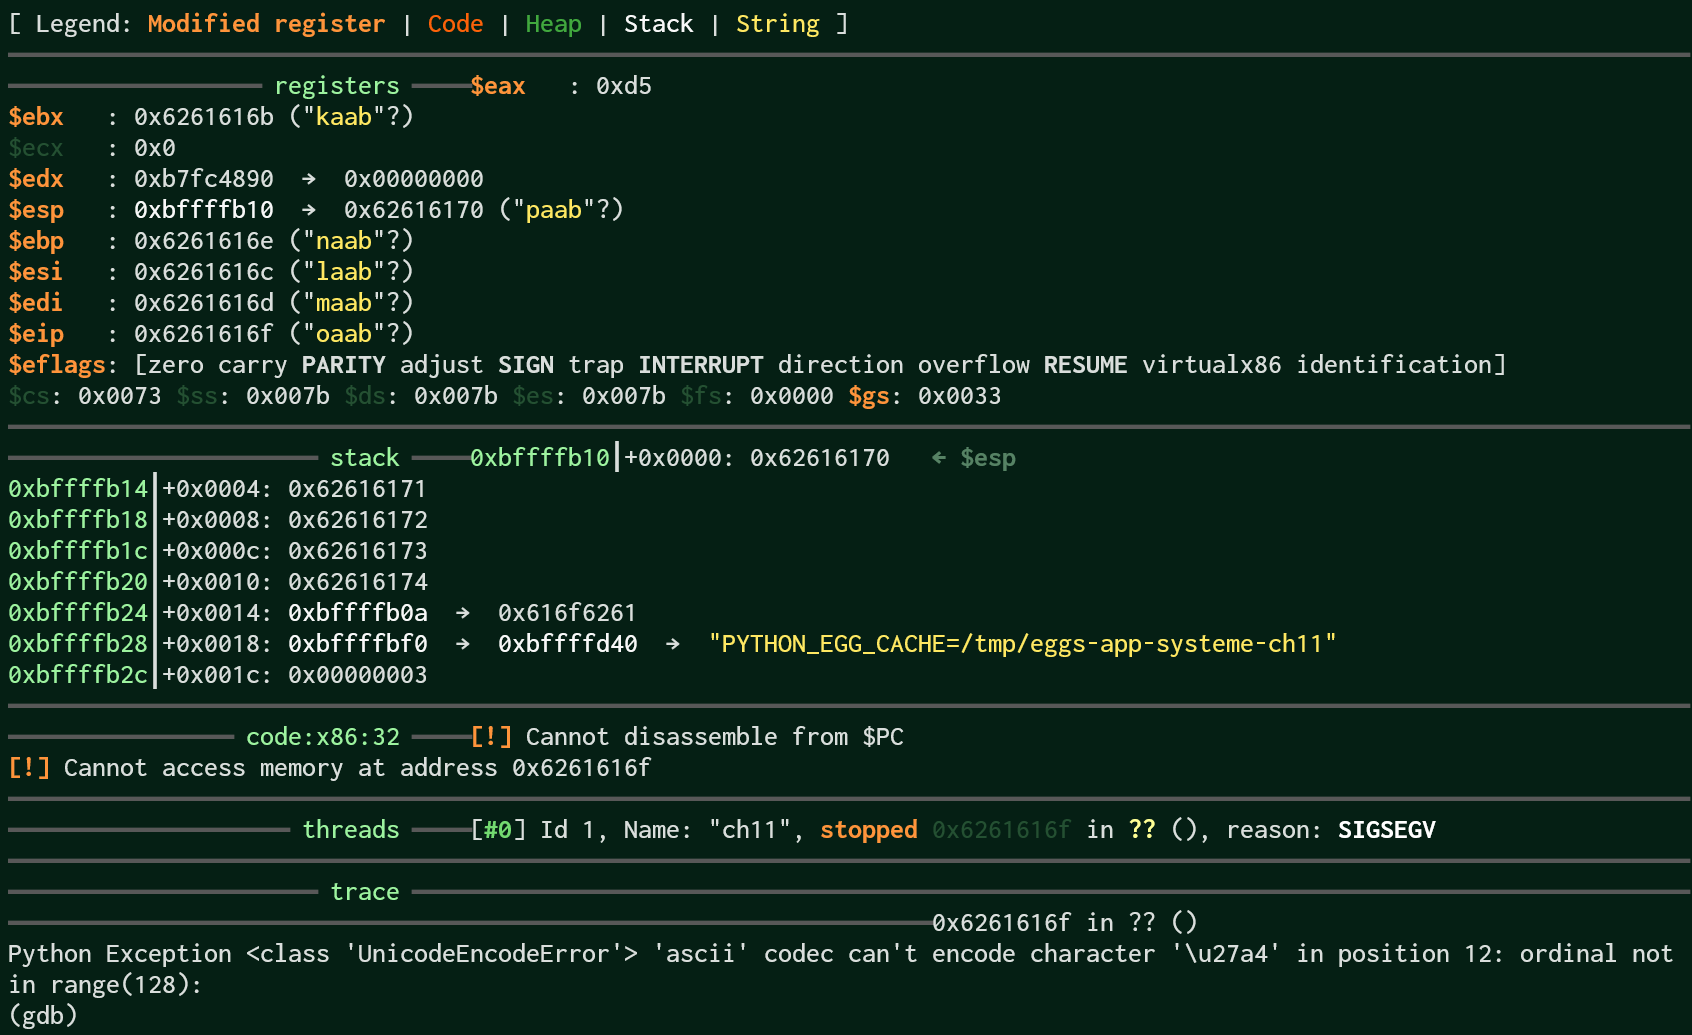 [ Legend: Modified register | Code | Heap | Stack | String ]
registers $eax   : 0xd5
$ebx   : 0x6261616b ("kaab"?)
$ecx   : 0x0
$edx   : 0xb7fc4890  →  0x00000000
$esp   : 0xbffffb10  →  0x62616170 ("paab"?)
$ebp   : 0x6261616e ("naab"?)
$esi   : 0x6261616c ("laab"?)
$edi   : 0x6261616d ("maab"?)
$eip   : 0x6261616f ("oaab"?)
$eflags: [zero carry PARITY adjust SIGN trap INTERRUPT direction overflow RESUME virtualx86 identification]
$cs: 0x0073 $ss: 0x007b $ds: 0x007b $es: 0x007b $fs: 0x0000 $gs: 0x0033
stack 0xbffffb10│+0x0000: 0x62616170   ← $esp
0xbffffb14│+0x0004: 0x62616171
0xbffffb18│+0x0008: 0x62616172
0xbffffb1c│+0x000c: 0x62616173
0xbffffb20│+0x0010: 0x62616174
0xbffffb24│+0x0014: 0xbffffb0a  →  0x616f6261
0xbffffb28│+0x0018: 0xbffffbf0  →  0xbffffd40  →  "PYTHON_EGG_CACHE=/tmp/eggs-app-systeme-ch11"
0xbffffb2c│+0x001c: 0x00000003
code:x86:32 [!] Cannot disassemble from $PC
[!] Cannot access memory at address 0x6261616f
threads [#0] Id 1, Name: "ch11", stopped 0x6261616f in ?? (), reason: SIGSEGV
trace
0x6261616f in ?? ()
Python Exception <class 'UnicodeEncodeError'> 'ascii' codec can't encode character '\u27a4' in position 12: ordinal not
in range(128):
(gdb)